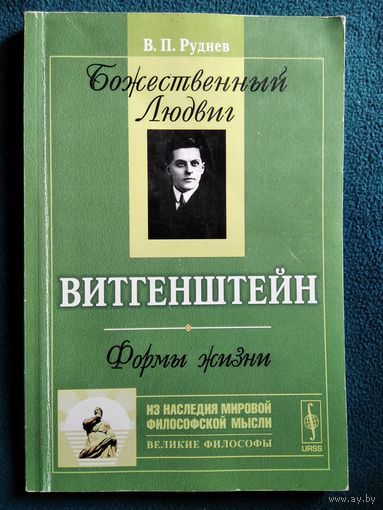 В. П. Руднев
Божественный
Людвиг
ВИТГЕНШТЕЙН
Формы жизни
ИЗ НАСЛЕДИЯ МИРОВОЙ
ФИЛОСОФСКОЙ МЫСЛИ
ВЕЛИКИЕ ФИЛОСОФЫ
URSS
www.ay.by